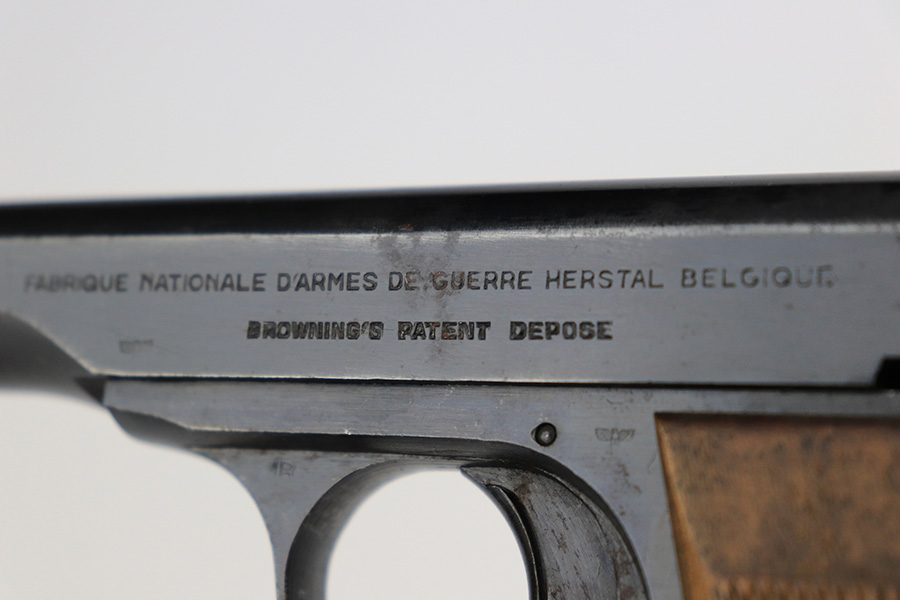 FABRIQUE NATIONALE D'ARMES DE GUERRE HERSTAL BELGIQUE
BROWNING'S PATENT DEPOSE